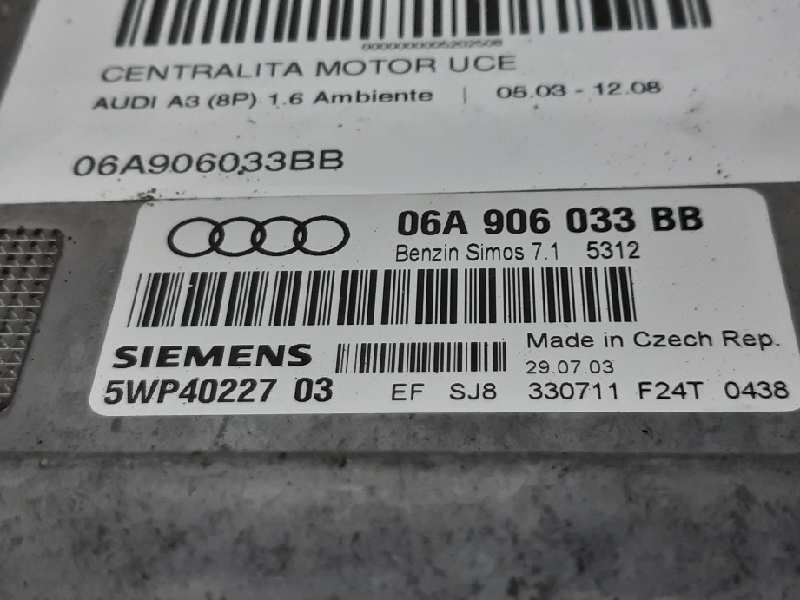 0000000005202508
CENTRALITA MOTOR UCE
AUDI A3 (8P) 1.6 Ambiente | 05.03 - 12.08
06A906033BB
06A 906 033 BB
Benzin Simos 7.1 5312
Made in Czech Rep.
SIEMENS 29.07 03
5WP40227 03 EF SJ8 330711 F24T 0438